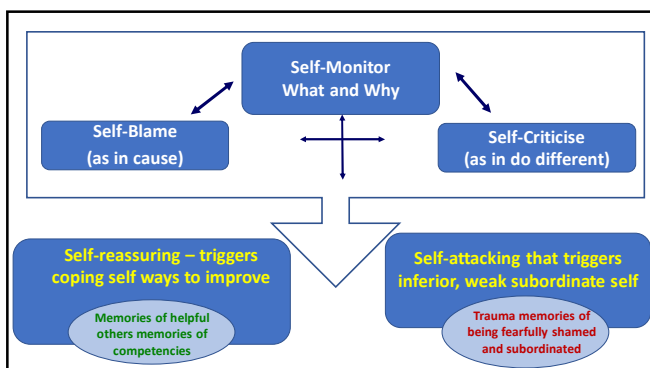 Self-Monitor
What and Why
Self-Blame
(as in cause)
Self-Criticise
(as in do different)
Self-reassuring – triggers
coping self ways to improve
Memories of helpful
others memories of
competencies
Self-attacking that triggers
inferior, weak subordinate self
Trauma memories of
being fearfully shamed
and subordinated